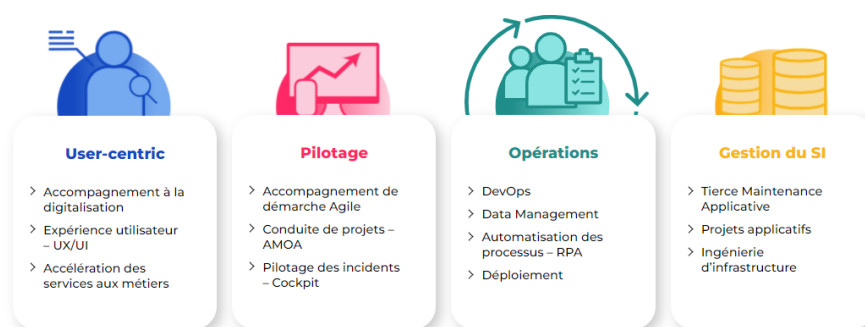 User-centric
> Accompagnement à la
digitalisation
> Expérience utilisateur
– UX/UI
> Accélération des
services aux métiers
Pilotage
> Accompagnement de
démarche Agile
> Conduite de projets –
AMOA
> Pilotage des incidents
– Cockpit
Opérations
> DevOps
> Data Management
> Automatisation des
processus – RPA
> Déploiement
Gestion du SI
> Tierce Maintenance
Applicative
> Projets applicatifs
> Ingénierie
d'infrastructure